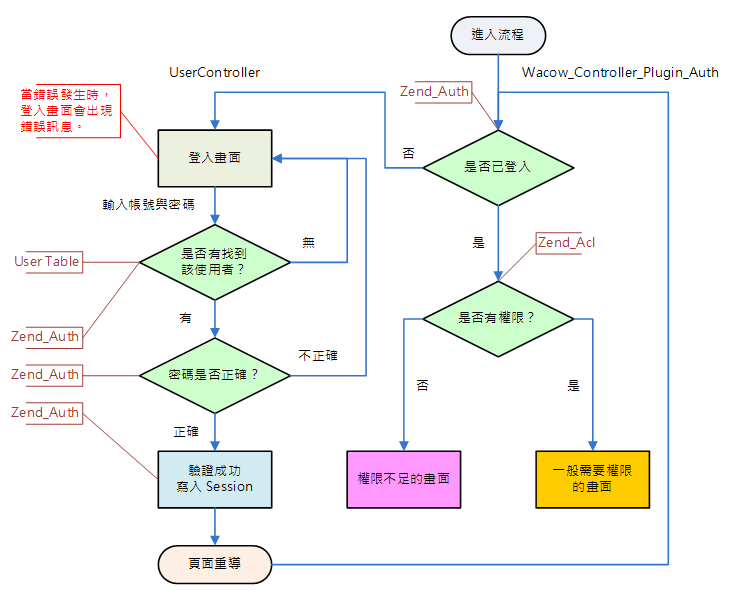 進入流程
UserController
Wacow_Controller_Plugin_Auth
當錯誤發生時，
登入畫面會出現
錯誤訊息。
Zend_Auth
登入畫面
否
是否已登入
輸入帳號與密碼
無
是
Zend_Acl
User Table
是否有找到
該使用者？
是否有權限？
有
Zend_Auth
不正確
Zend_Auth
密碼是否正確？
否
是
Zend_Auth
正確
驗證成功
寫入 Session
權限不足的畫面
一般需要權限
的畫面
頁面重導